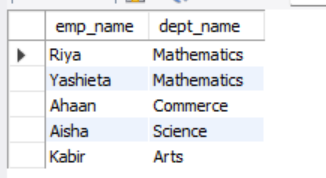 emp_name dept_name
Riya Mathematics
Yashieta Mathematics
Ahaan Commerce
Aisha Science
Kabir Arts